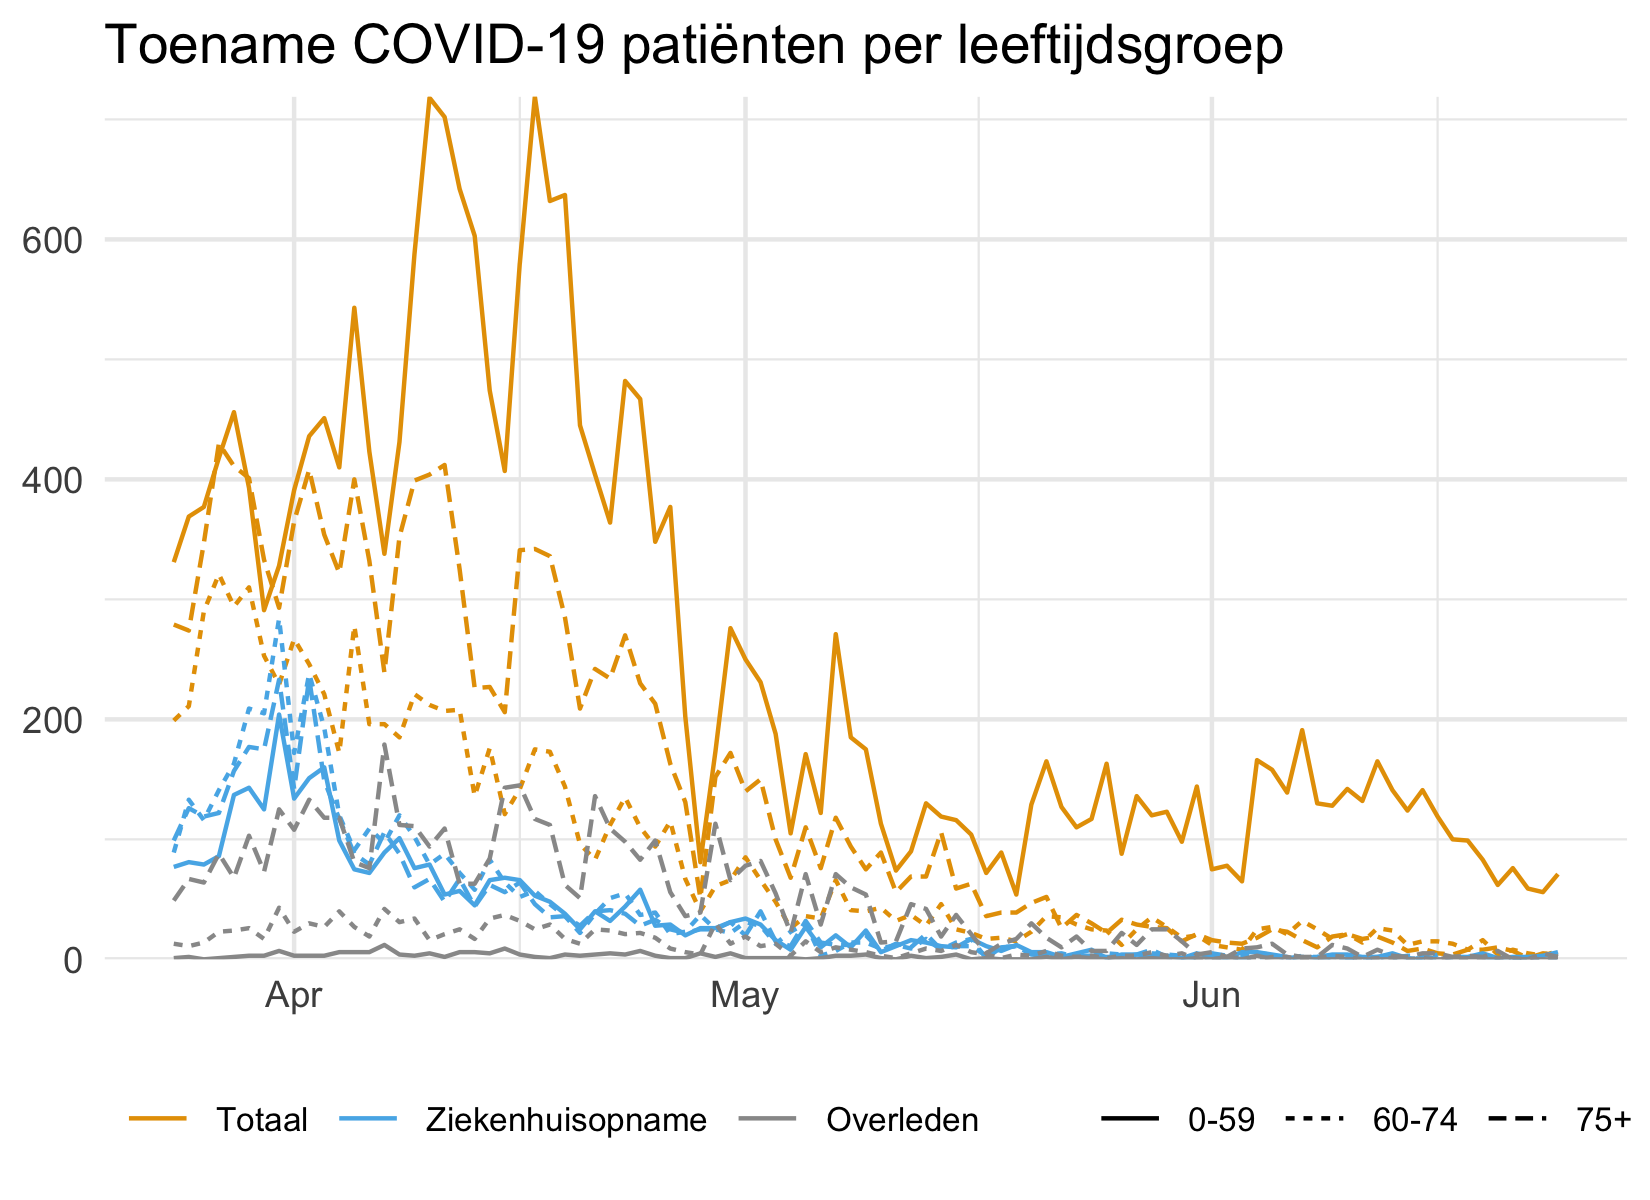 Toename COVID-19 patiënten per leeftijdsgroep
600
400
200
0
Apr May Jun
Totaal Ziekenhuisopname Overleden 0-59 60-74 75+